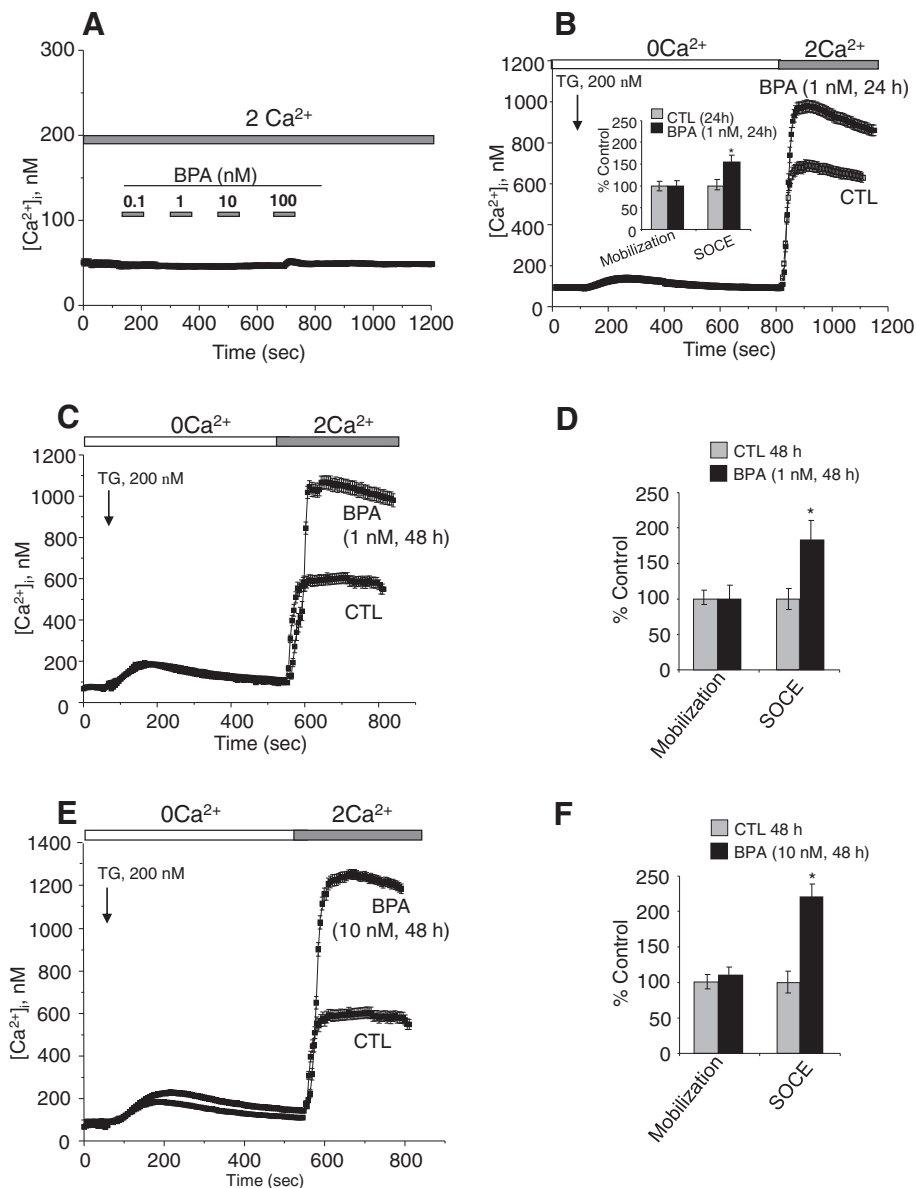 A
300
200
100
0
[Ca²⁺]i, nM
2 Ca²⁺
BPA (nM)
0.1 1 10 100
0 200 400 600 800 1000 1200
Time (sec)
B
0Ca²⁺ 2Ca²⁺
1200
1000
800
600
400
200
0
[Ca²⁺]i, nM
TG, 200 nM
BPA (1 nM, 24 h)
CTL
CTL (24h)
BPA (1 nM, 24h)
250
200
150
100
50
0
% Control
*
Mobilization
SOCE
0 200 400 600 800 1000 1200
Time (sec)
C
0Ca²⁺ 2Ca²⁺
1200
1000
800
600
400
200
0
[Ca²⁺]i, nM
TG, 200 nM
BPA
(1 nM, 48 h)
CTL
0 200 400 600 800
Time (sec)
D
CTL 48 h
BPA (1 nM, 48 h)
250
200
150
100
50
0
% Control
*
Mobilization
SOCE
E
0Ca²⁺ 2Ca²⁺
1400
1200
1000
800
600
400
200
0
[Ca²⁺]i, nM
TG, 200 nM
BPA
(10 nM, 48 h)
CTL
0 200 400 600 800
Time (sec)
F
CTL 48 h
BPA (10 nM, 48 h)
250
200
150
100
50
0
% Control
*
Mobilization
SOCE